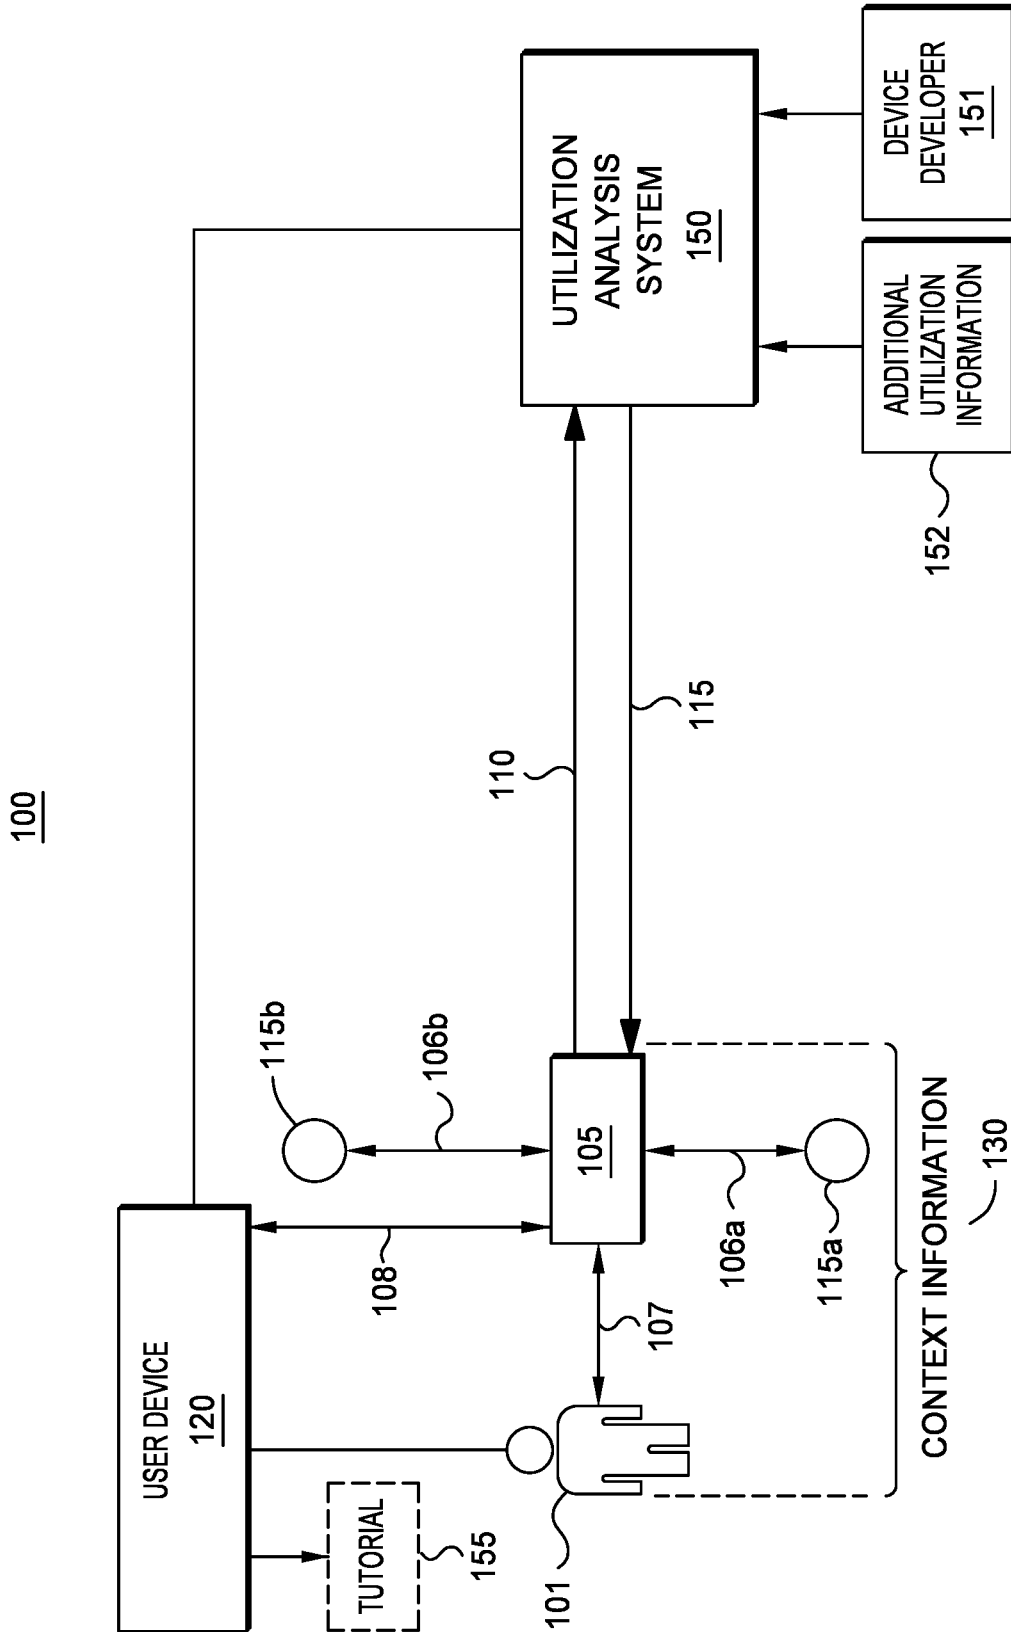 100
USER DEVICE
120
TUTORIAL
155
108
115b
106b
101
107
105
106a
115a
110
115
UTILIZATION
ANALYSIS
SYSTEM
150
CONTEXT INFORMATION
130
152
ADDITIONAL
UTILIZATION
INFORMATION
DEVICE
DEVELOPER
151